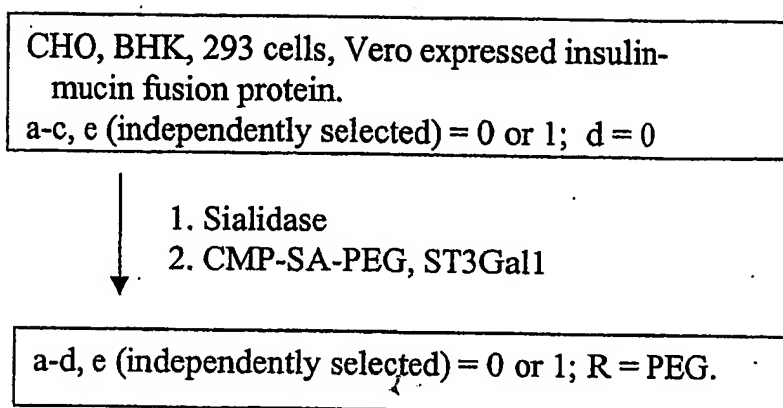 CHO, BHK, 293 cells, Vero expressed insulin-
mucin fusion protein.
a-c, e (independently selected) = 0 or 1; d = 0
1. Sialidase
2. CMP-SA-PEG, ST3Gal1
a-d, e (independently selected) = 0 or 1; R = PEG.